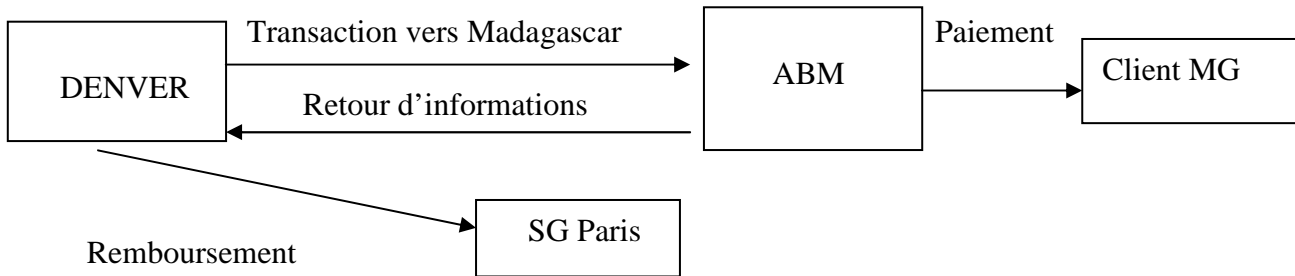 Transaction vers Madagascar
Paiement
DENVER
ABM
Client MG
Retour d’informations
SG Paris
Remboursement